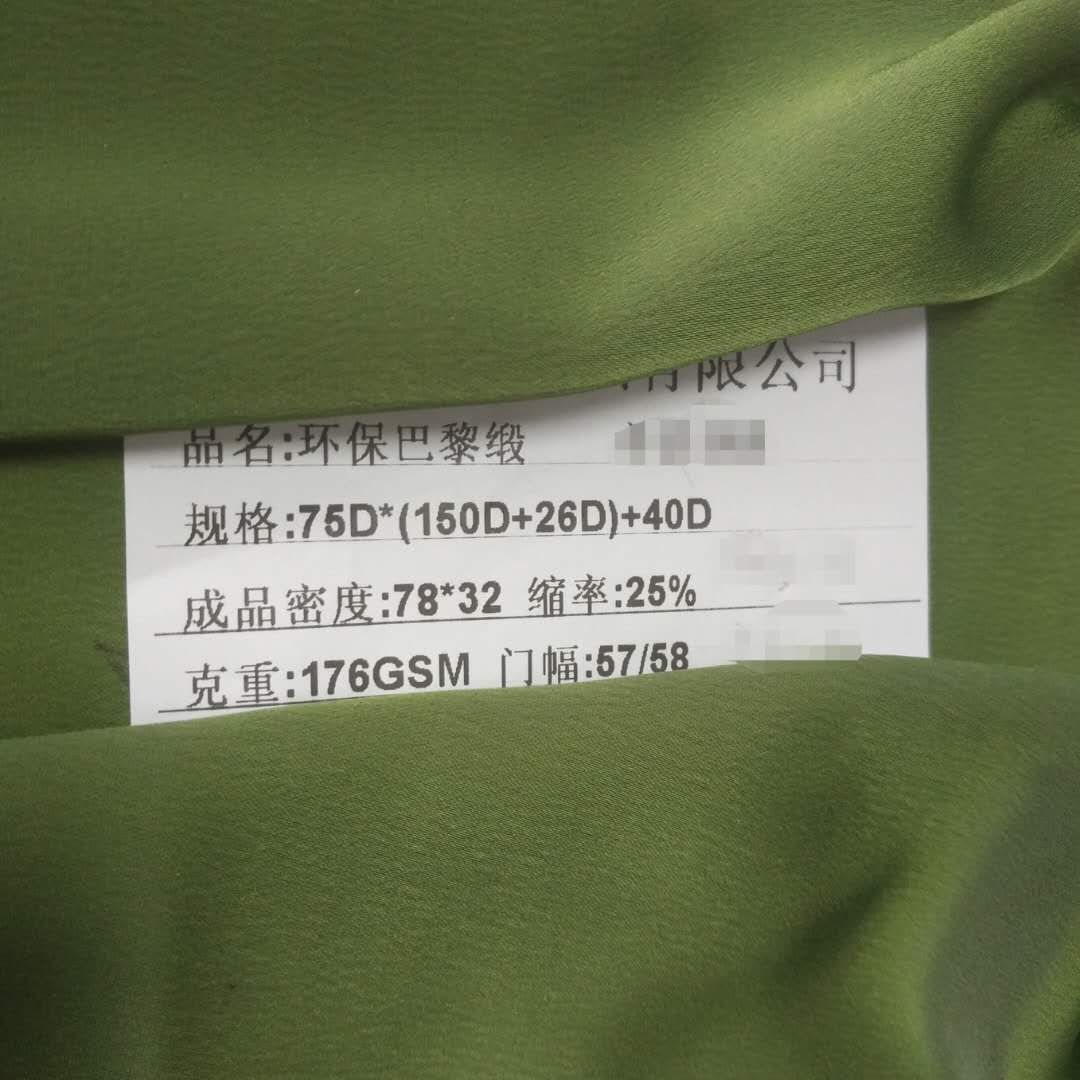 有限公司
品名:环保巴黎缎
规格:75D*(150D+26D)+40D
成品密度:78*32 缩率:25%
克重:176GSM 门幅:57/58